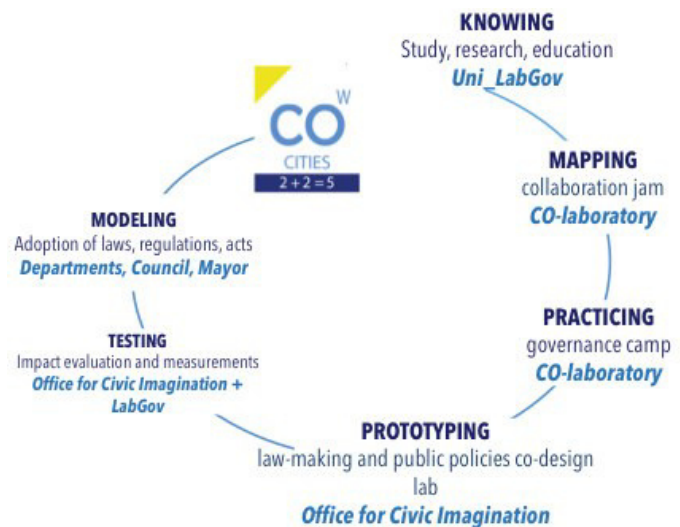 KNOWING
Study, research, education
Uni_LabGov
MAPPING
collaboration jam
CO-laboratory
PRACTICING
governance camp
CO-laboratory
PROTOTYPING
law-making and public policies co-design
lab
Office for Civic Imagination
TESTING
Impact evaluation and measurements
Office for Civic Imagination +
LabGov
MODELING
Adoption of laws, regulations, acts
Departments, Council, Mayor
W
CO
CITIES
2+2=5